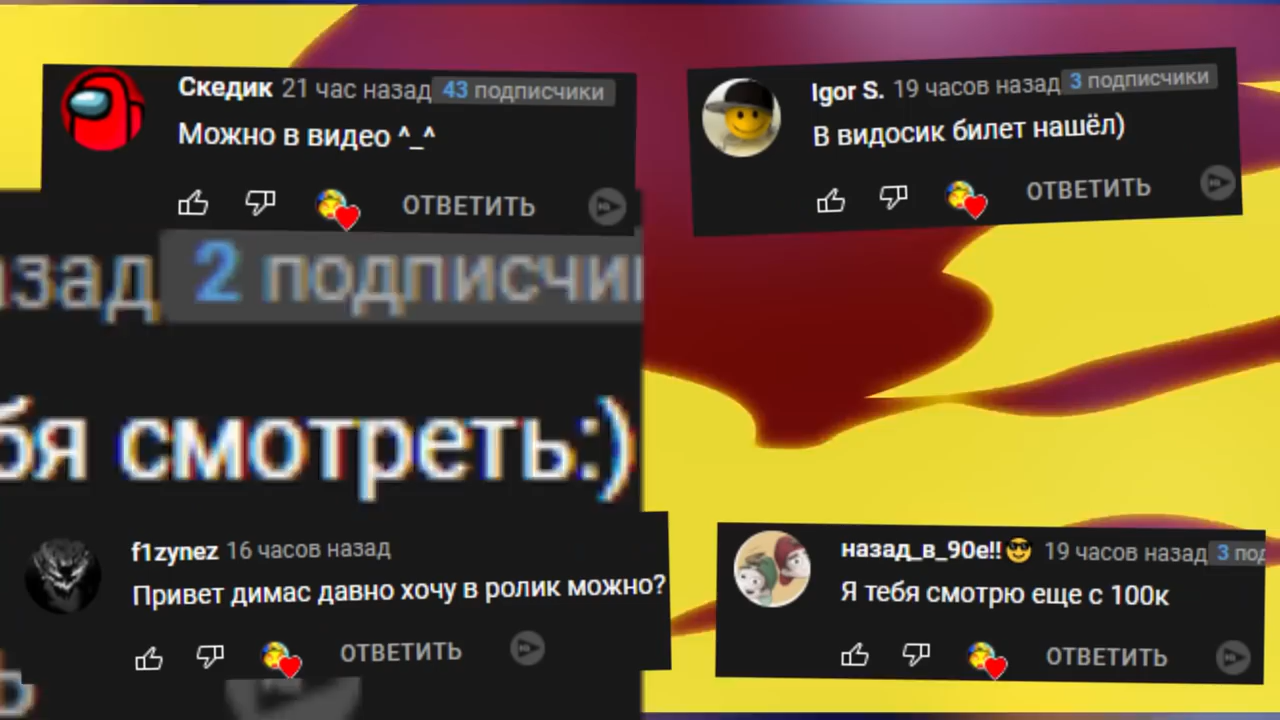 Скедик 21 час назад 43 подписчики
Можно в видео ^_^
ОТВЕТИТЬ
Igor S. 19 часов назад 3 подписчики
В видосик билет нашёл)
ОТВЕТИТЬ
азад 2 подписчи
бя смотреть:)
f1zynez 16 часов назад
Привет димас давно хочу в ролик можно?
ОТВЕТИТЬ
назад_в_90е!!😎 19 часов назад 3 под
Я тебя смотрю еще с 100к
ОТВЕТИТЬ